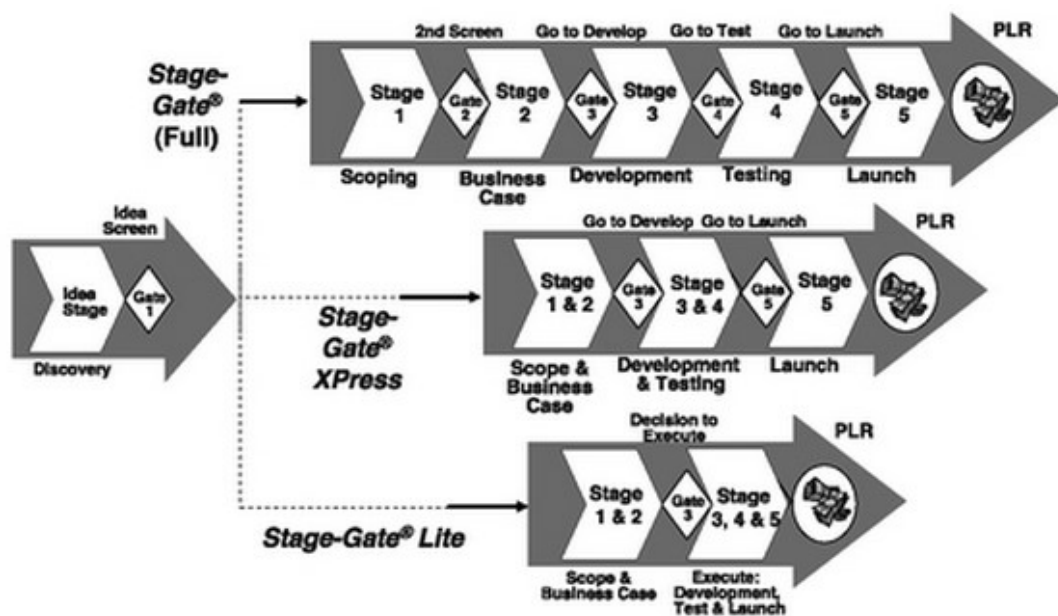 2nd Screen Go to Develop Go to Test Go to Launch PLR
Stage-
Gate®
(Full)
Stage
1
Gate
2
Stage
2
Gate
3
Stage
3
Gate
4
Stage
4
Gate
5
Stage
5
Scoping
Business
Case
Development
Testing
Launch
Idea
Screen
Idea
Stage
Gate
1
Discovery
Go to Develop Go to Launch PLR
Stage-
Gate®
XPress
Stage
1 & 2
Gate
3
Stage
3 & 4
Gate
5
Stage
5
Scope &
Business
Case
Development
& Testing
Launch
Decision to
Execute
PLR
Stage-Gate® Lite
Stage
1 & 2
Gate
3
Stage
3, 4 & 5
Scope &
Business Case
Execute:
Development,
Test & Launch